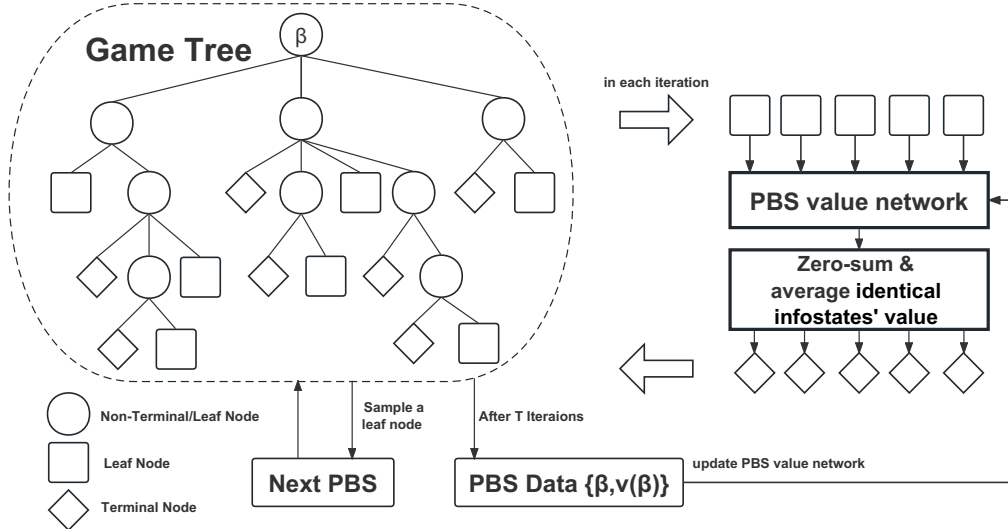 β
Game Tree
in each iteration
PBS value network
Zero-sum &
average identical
infostates' value
Non-Terminal/Leaf Node
Sample a
leaf node
After T Iteraions
Leaf Node
Next PBS
PBS Data {β,v(β)}
update PBS value network
Terminal Node